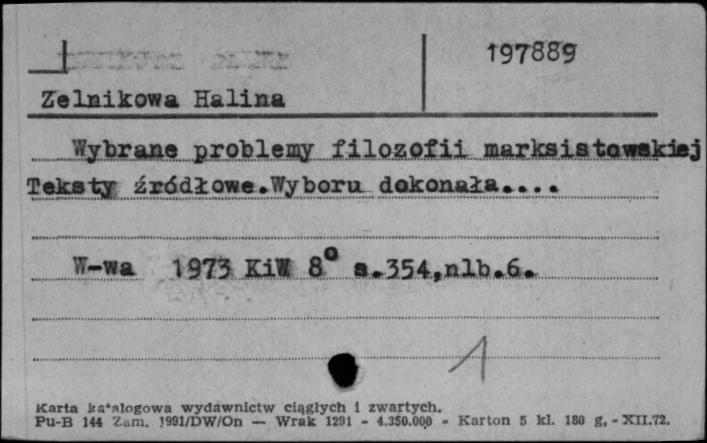 197889
Zelnikowa Halina
Wybrane problemy filozofii marksistowskiej
Teksty źródłowe.Wyboru dokonała....
W-wa 1973 KiW 8° s.354,nlb.6.
1
Karta katalogowa wydawnictw ciągłych i zwartych.
Pu-B 144 Zam. 1991/DW/On — Wrak 1291 - 4.350.000 - Karton 5 kl. 180 g, - XII.72.